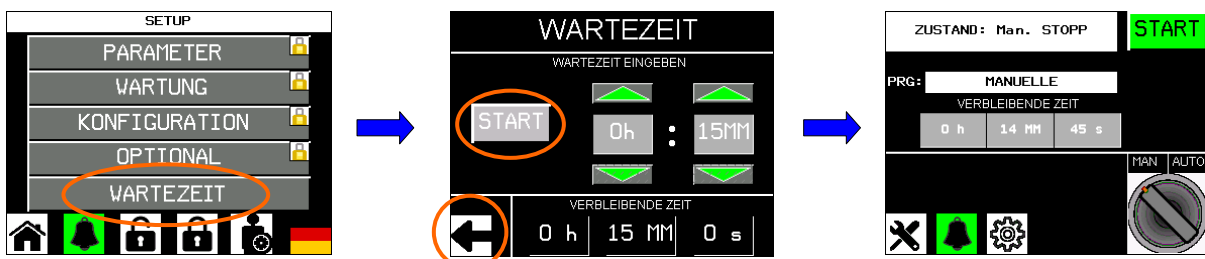 SETUP
PARAMETER
WARTUNG
KONFIGURATION
OPTIONAL
WARTEZEIT
WARTEZEIT
WARTEZEIT EINGEBEN
START
0h : 15MM
VERBLEIBENDE ZEIT
0 h 15 MM 0 s
ZUSTAND: Man. STOPP
START
PRG: MANUELLE
VERBLEIBENDE ZEIT
0 h 14 MM 45 s
MAN AUTO